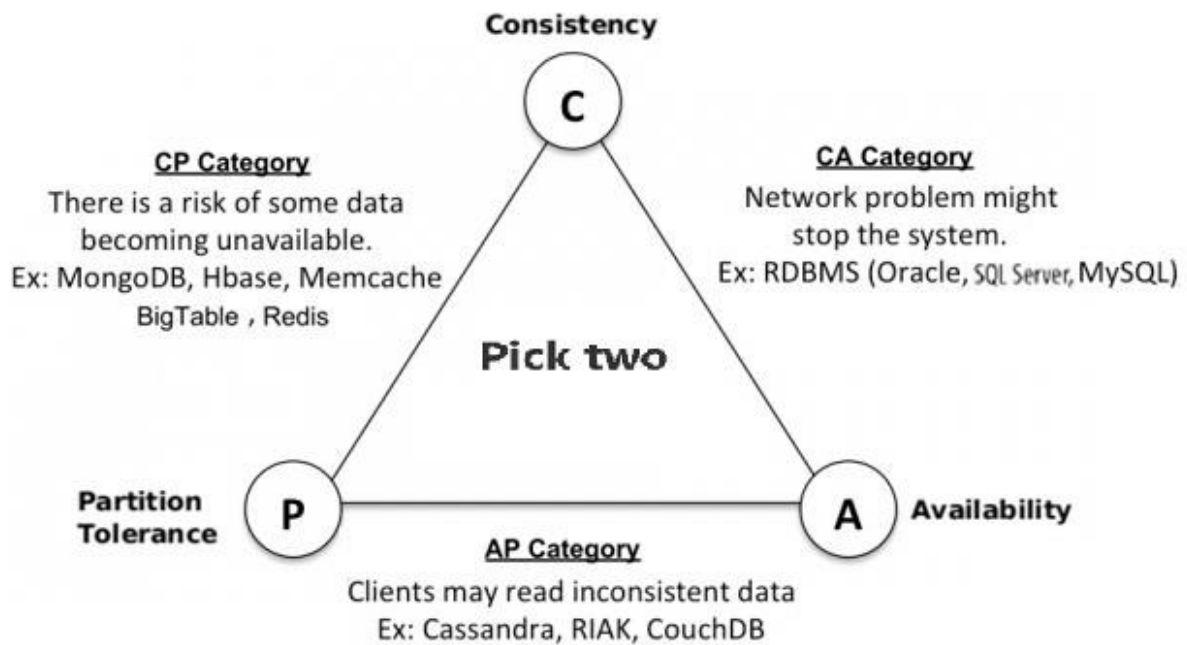 Consistency
C
CP Category
There is a risk of some data
becoming unavailable.
Ex: MongoDB, Hbase, Memcache
BigTable , Redis
CA Category
Network problem might
stop the system.
Ex: RDBMS (Oracle, SQL Server, MySQL)
Pick two
Partition
Tolerance
P
A
Availability
AP Category
Clients may read inconsistent data
Ex: Cassandra, RIAK, CouchDB